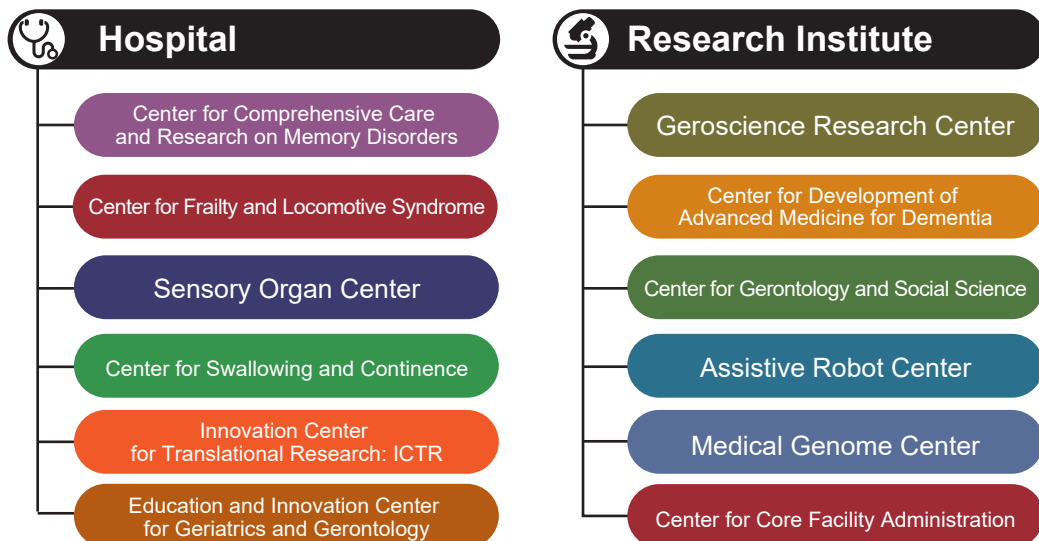 Hospital
Center for Comprehensive Care
and Research on Memory Disorders
Center for Frailty and Locomotive Syndrome
Sensory Organ Center
Center for Swallowing and Continence
Innovation Center
for Translational Research: ICTR
Education and Innovation Center
for Geriatrics and Gerontology
Research Institute
Geroscience Research Center
Center for Development of
Advanced Medicine for Dementia
Center for Gerontology and Social Science
Assistive Robot Center
Medical Genome Center
Center for Core Facility Administration